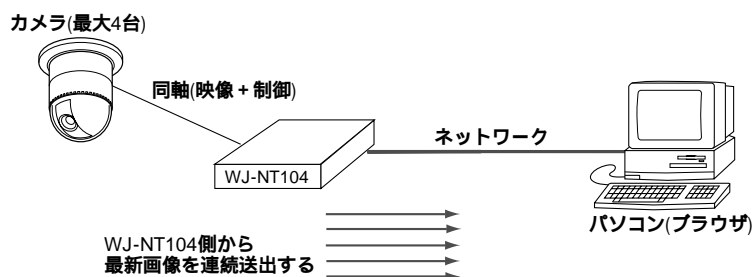 カメラ(最大4台)
同軸(映像+制御)
ネットワーク
WJ-NT104
パソコン(ブラウザ)
WJ-NT104側から
最新画像を連続送出する